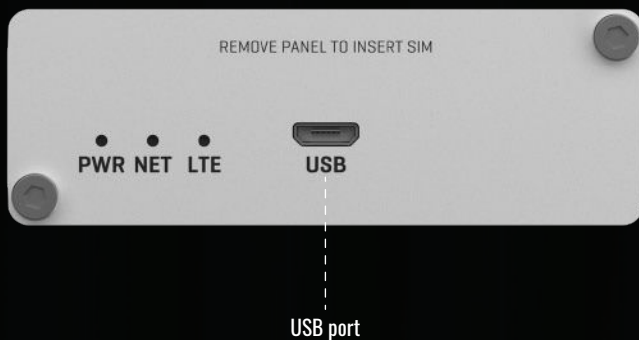 REMOVE PANEL TO INSERT SIM
PWR NET LTE USB
USB port